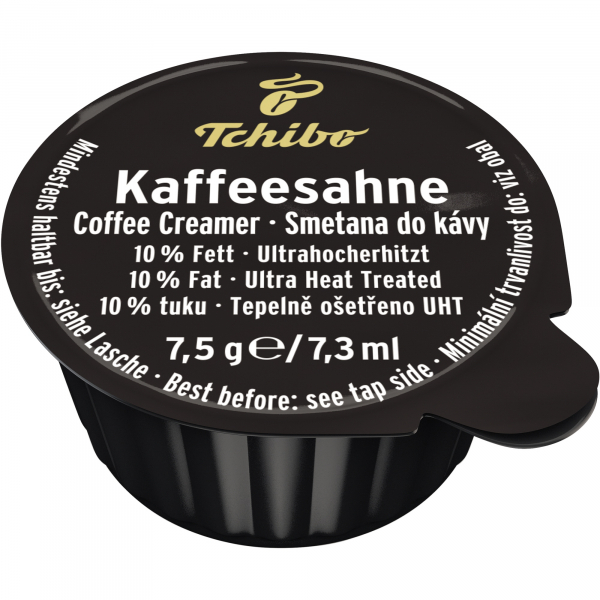 Tchibo
Kaffeesahne
Coffee Creamer · Smetana do kávy
10 % Fett · Ultrahocherhitzt
10 % Fat · Ultra Heat Treated
10 % tuku · Tepelně ošetřeno UHT
7,5 g ℮/7,3 ml
Mindestens haltbar bis: siehe Lasche · Best before: see tap side · Minimální trvanlivost do: viz obal